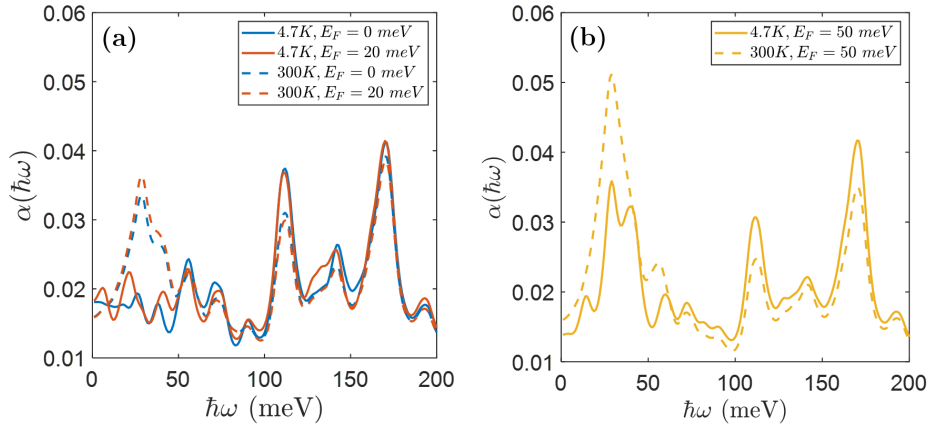 (a)
4.7K, E_F = 0 meV
4.7K, E_F = 20 meV
300K, E_F = 0 meV
300K, E_F = 20 meV
0.06
0.05
0.04
0.03
0.02
0.01
α(ħω)
0 50 100 150 200
ħω (meV)
(b)
4.7K, E_F = 50 meV
300K, E_F = 50 meV
0.06
0.05
0.04
0.03
0.02
0.01
α(ħω)
0 50 100 150 200
ħω (meV)